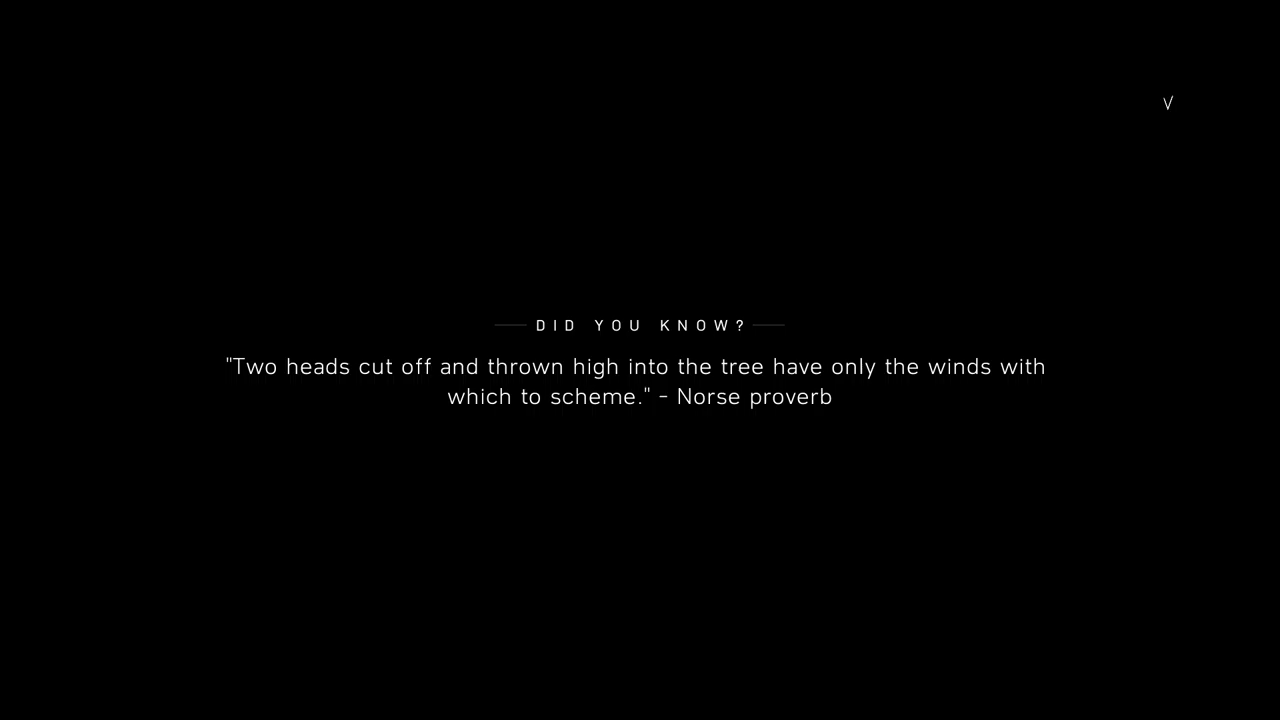 V
DID YOU KNOW?
"Two heads cut off and thrown high into the tree have only the winds with
which to scheme." - Norse proverb